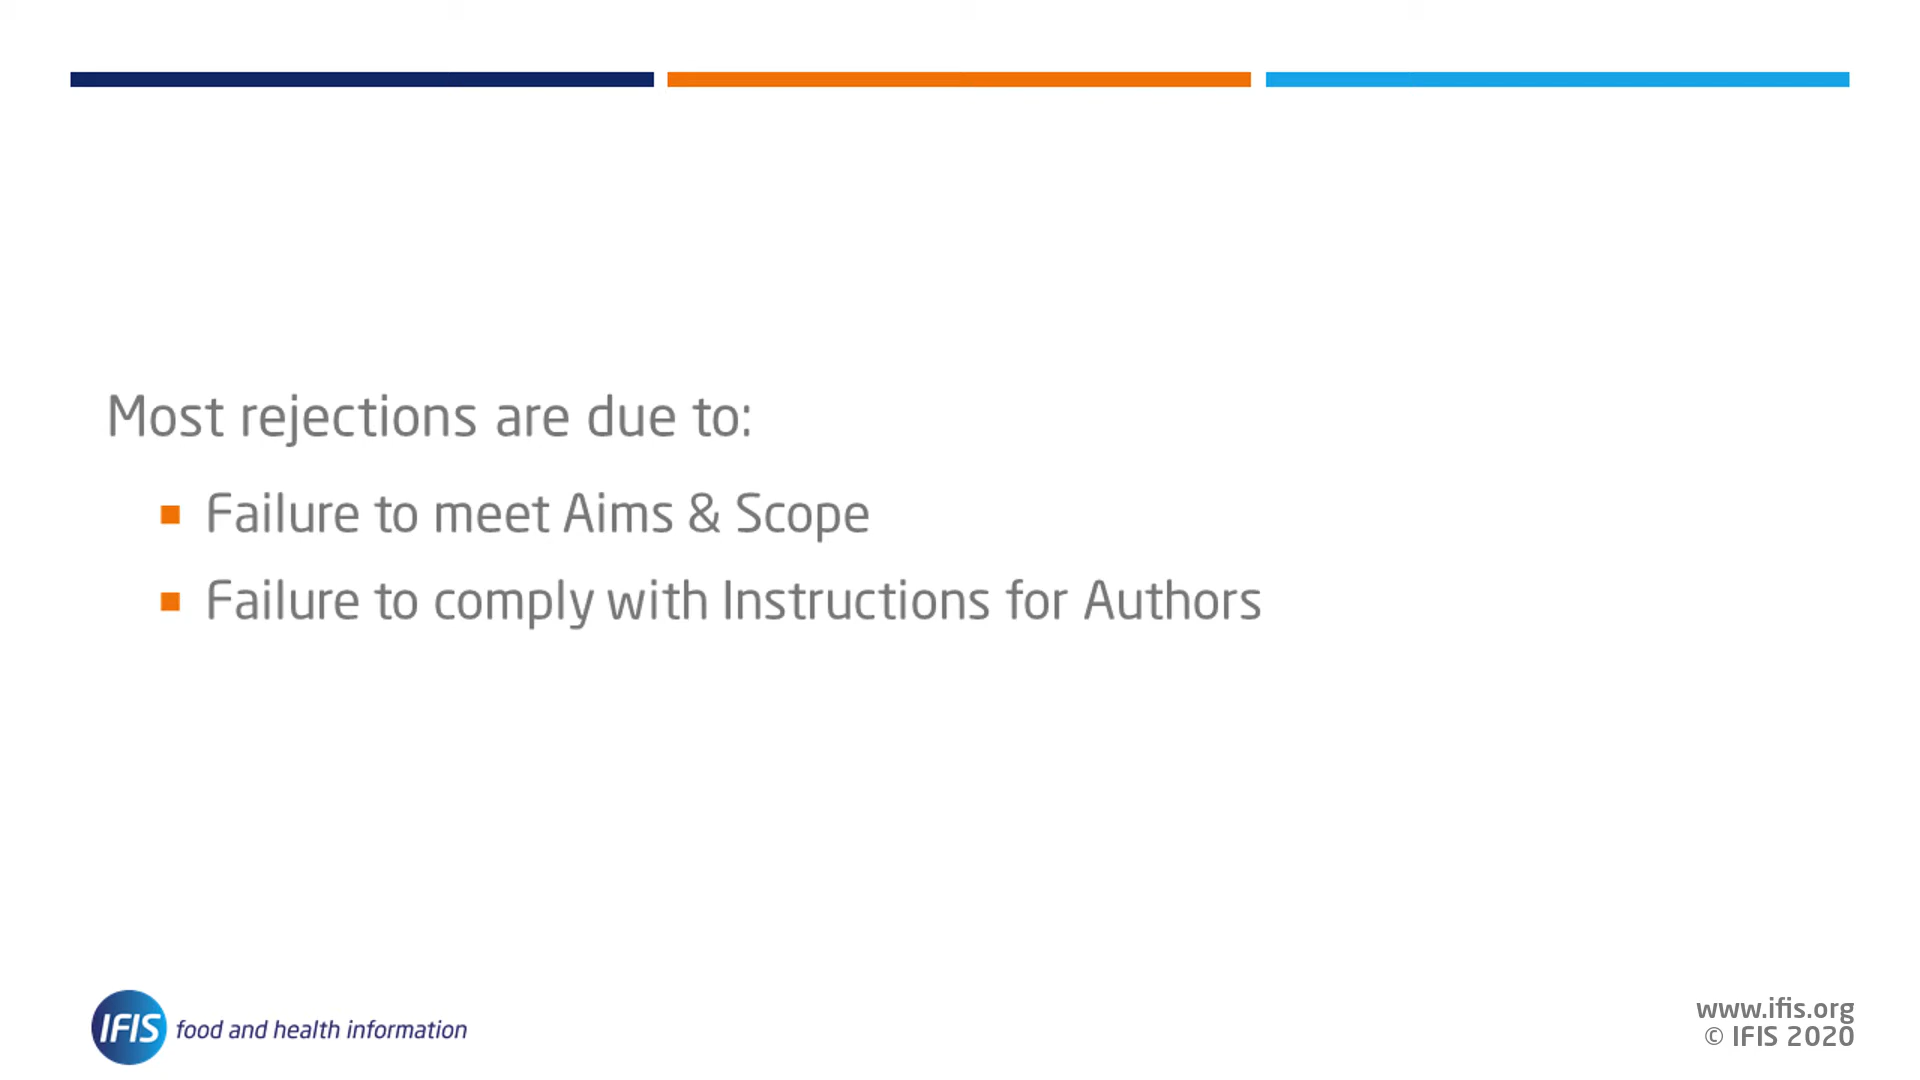 Most rejections are due to:
Failure to meet Aims & Scope
Failure to comply with Instructions for Authors
IFIS food and health information
www.ifis.org
© IFIS 2020